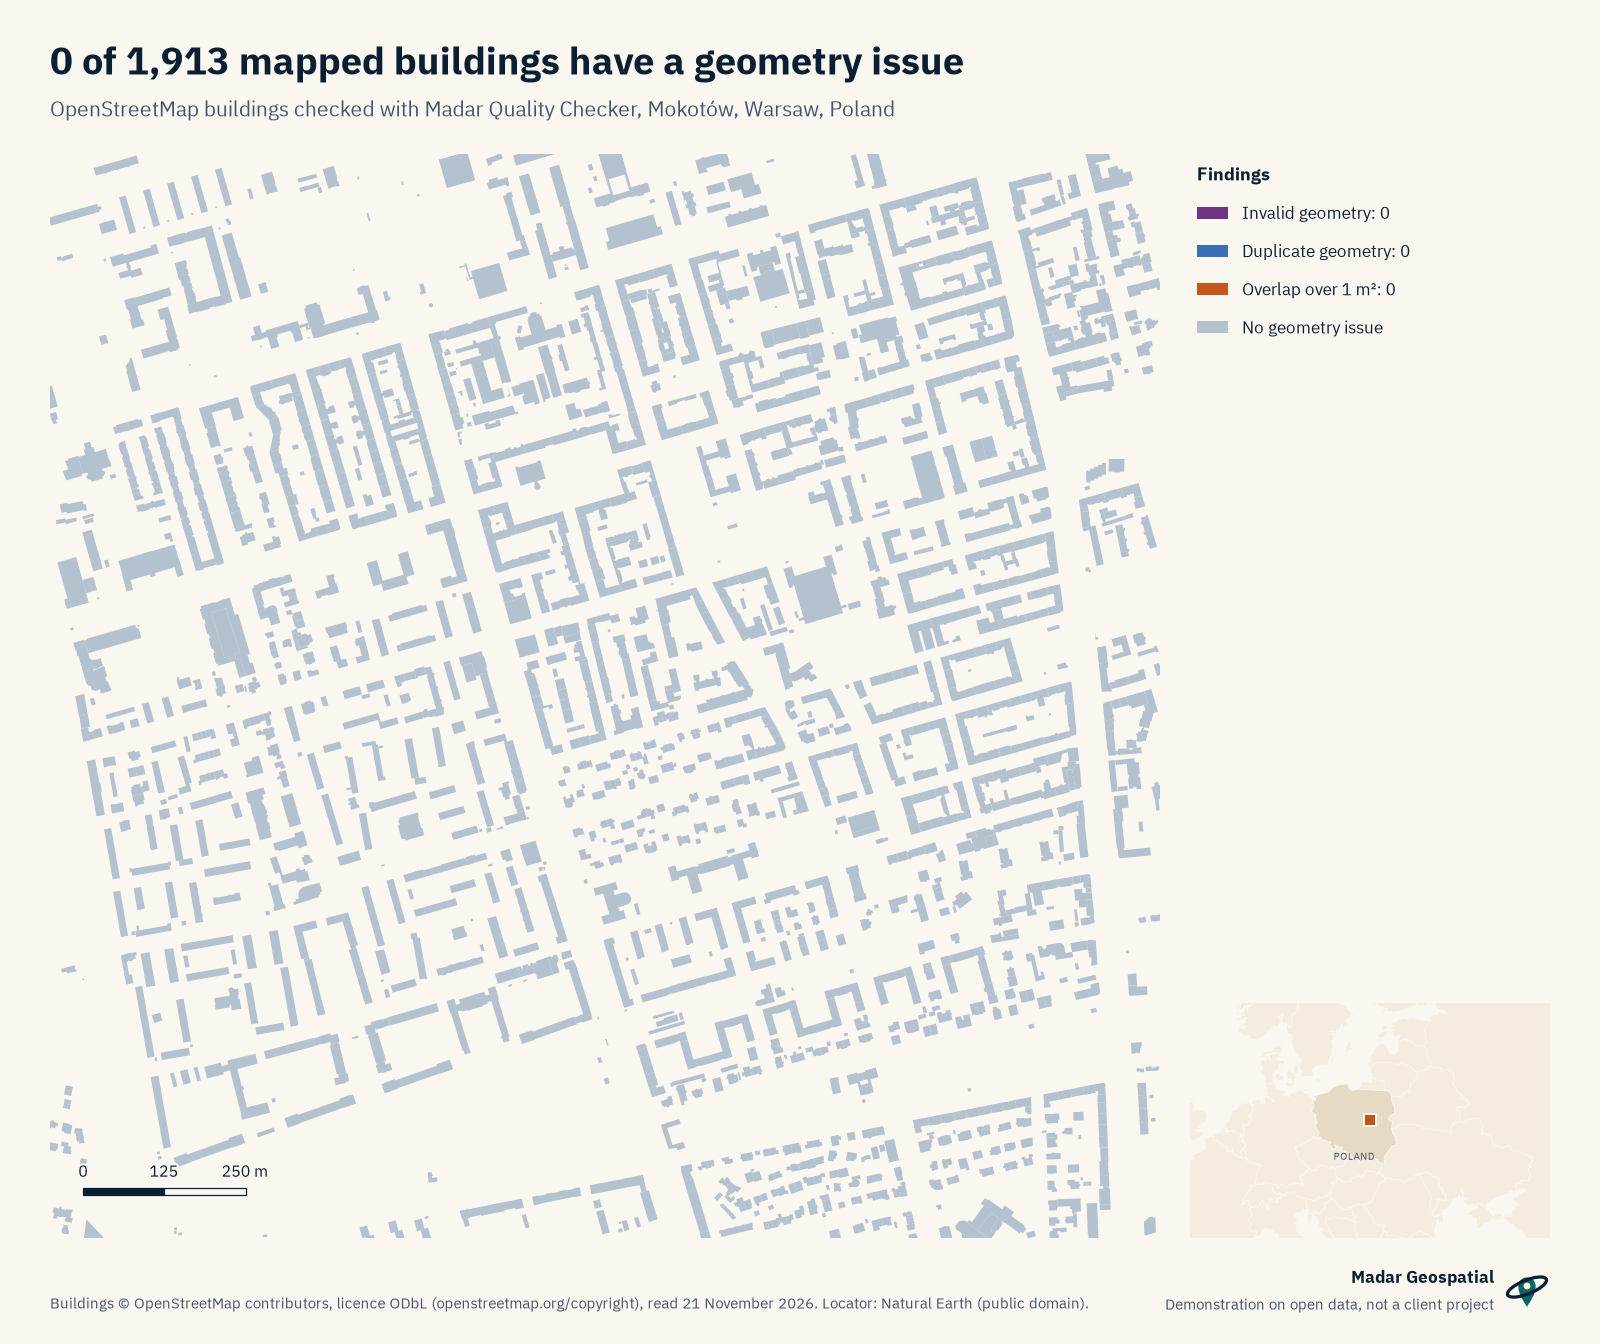 0 of 1,913 mapped buildings have a geometry issue
OpenStreetMap buildings checked with Madar Quality Checker, Mokotów, Warsaw, Poland
Findings
Invalid geometry: 0
Duplicate geometry: 0
Overlap over 1 m²: 0
No geometry issue
0 125 250 m
POLAND
Madar Geospatial
Buildings © OpenStreetMap contributors, licence ODbL (openstreetmap.org/copyright), read 21 November 2026. Locator: Natural Earth (public domain).
Demonstration on open data, not a client project